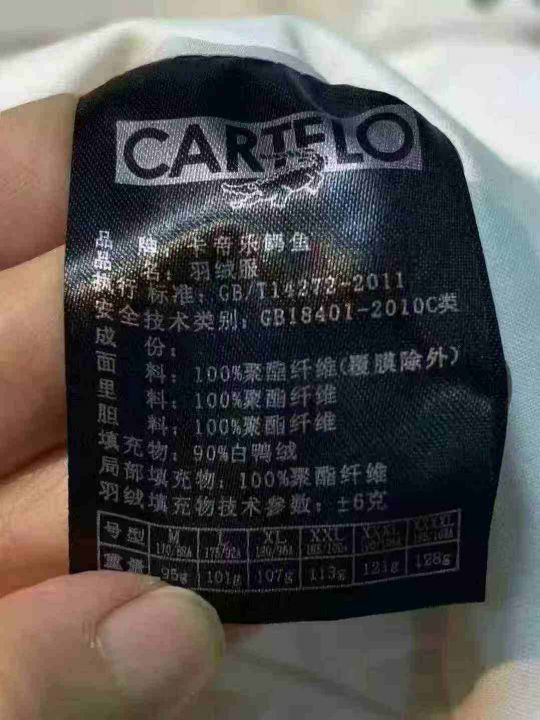 CARTELO
品 牌：卡帝乐鳄鱼
品 名：羽绒服
执行标准：GB/T14272-2011
安全技术类别：GB18401-2010C类
成 份：
面 料：100%聚酯纤维(覆膜除外)
里 料：100%聚酯纤维
胆 料：100%聚酯纤维
填充物：90%白鸭绒
局部填充物：100%聚酯纤维
羽绒填充物技术参数：±6克
号型 M L XL XXL XXXL XXXXL
170/88A 175/92A 180/96A
重量 95g 101g 107g 113g 121g 128g